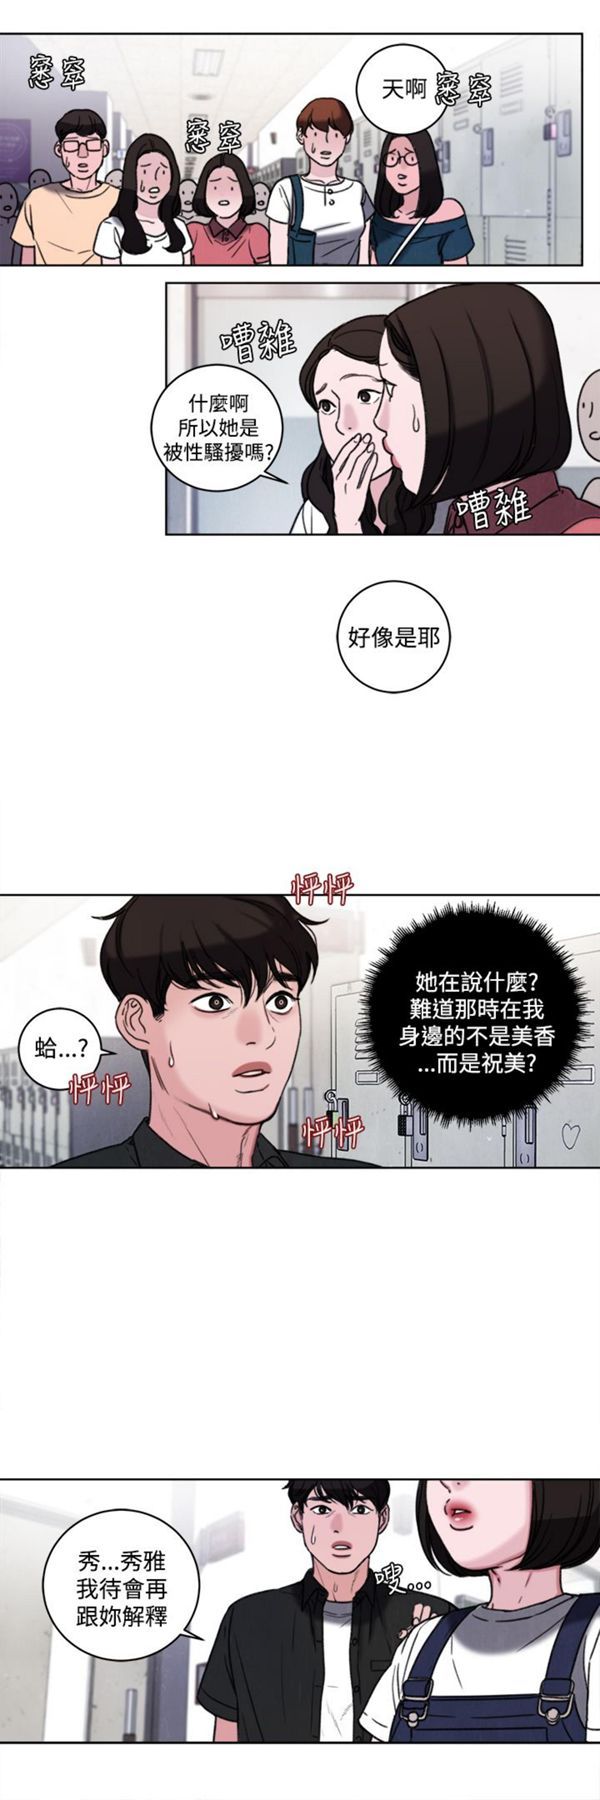 窸窣
天啊
窸窣
窸窣
嘈雜
什麼啊
所以她是
被性騷擾嗎?
嘈雜
好像是耶
怦怦
她在說什麼?
難道那時在我
身邊的不是美香
...而是祝美?
蛤...?
怦怦
怦怦
秀...秀雅
我待會再
跟妳解釋
嗖...